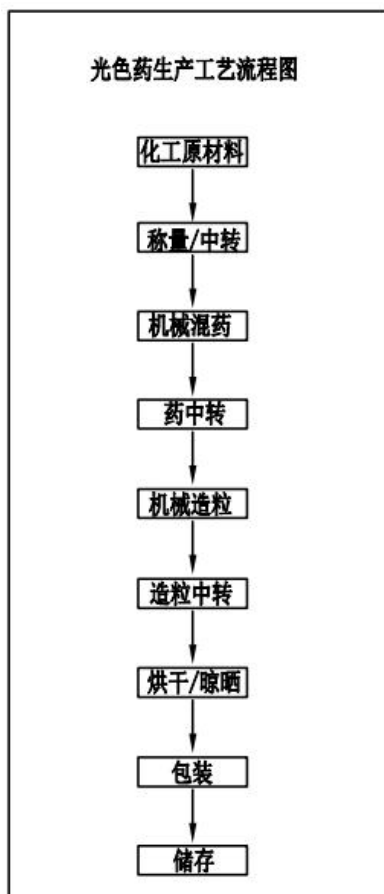 光色药生产工艺流程图
化工原材料
称量/中转
机械混药
药中转
机械造粒
造粒中转
烘干/晾晒
包装
储存